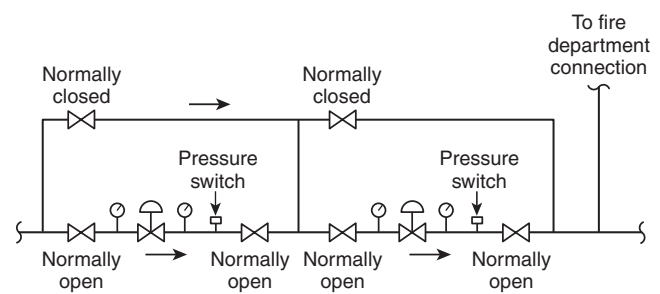 To fire
department
connection
Normally
closed
Normally
closed
Pressure
switch
Pressure
switch
Normally
open
Normally
open
Normally
open
Normally
open